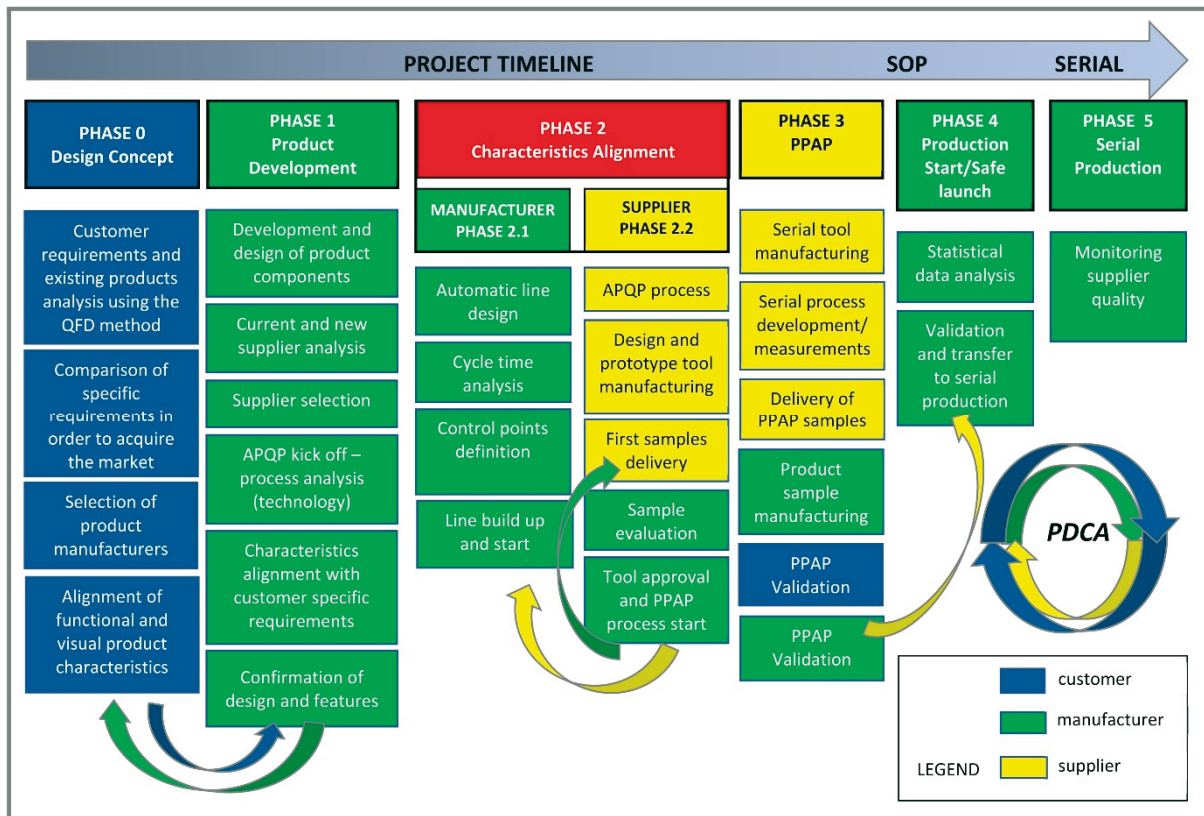 PROJECT TIMELINE
SOP
SERIAL
PHASE 0
Design Concept
Customer
requirements and
existing products
analysis using the
QFD method
Comparison of
specific
requirements in
order to acquire
the market
Selection of
product
manufacturers
Alignment of
functional and
visual product
characteristics
PHASE 1
Product
Development
Development and
design of product
components
Current and new
supplier analysis
Supplier selection
APQP kick off –
process analysis
(technology)
Characteristics
alignment with
customer specific
requirements
Confirmation of
design and features
PHASE 2
Characteristics Alignment
MANUFACTURER
PHASE 2.1
Automatic line
design
Cycle time
analysis
Control points
definition
Line build up
and start
SUPPLIER
PHASE 2.2
APQP process
Design and
prototype tool
manufacturing
First samples
delivery
Sample
evaluation
Tool approval
and PPAP
process start
PHASE 3
PPAP
Serial tool
manufacturing
Serial process
development/
measurements
Delivery of
PPAP samples
Product
sample
manufacturing
PPAP
Validation
PPAP
Validation
PHASE 4
Production
Start/Safe
launch
Statistical
data analysis
Validation
and transfer
to serial
production
PHASE 5
Serial
Production
Monitoring
supplier
quality
PDCA
customer
manufacturer
LEGEND
supplier